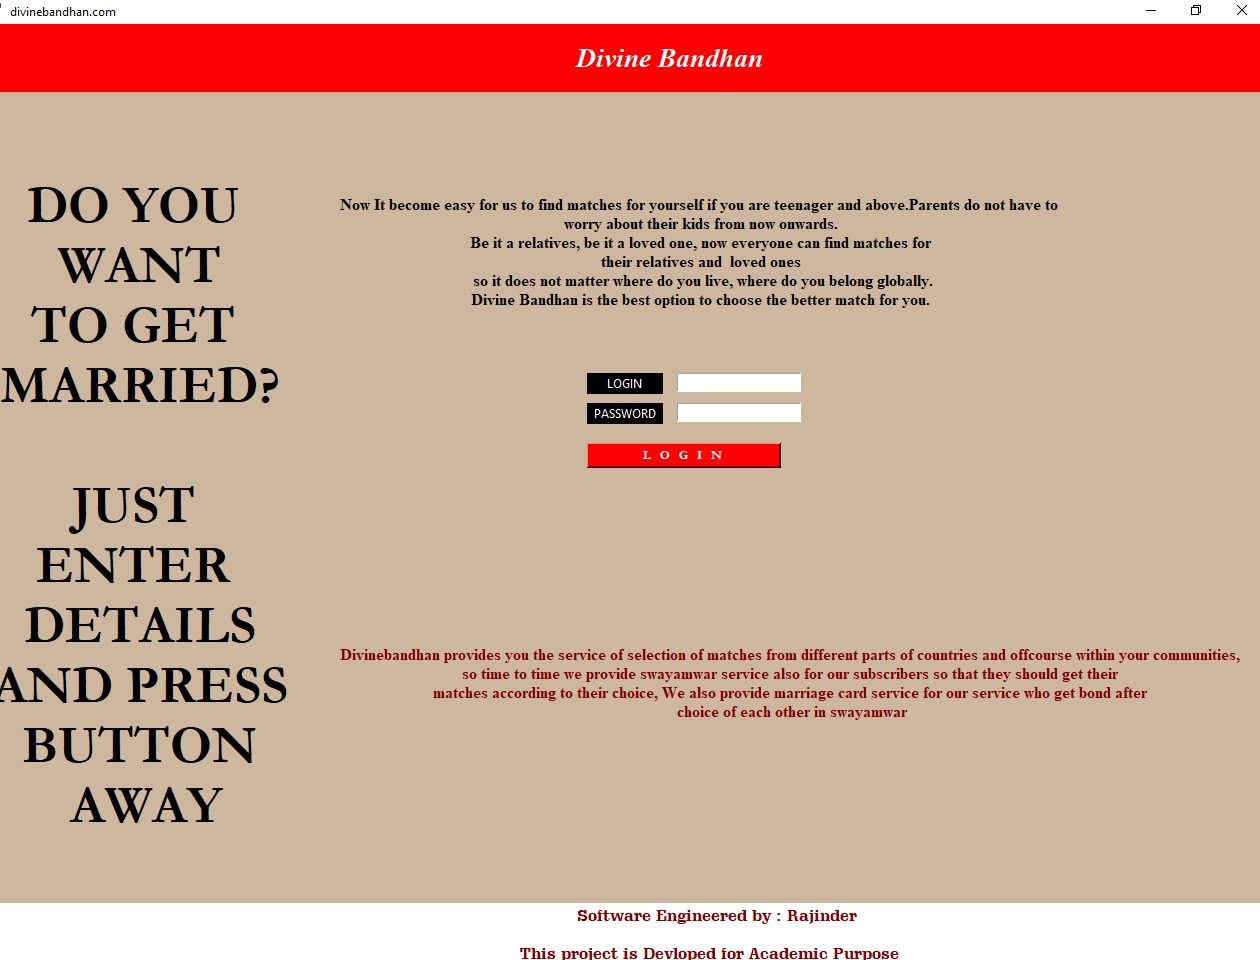 divinebandhan.com
Divine Bandhan
DO YOU
WANT
TO GET
MARRIED?
JUST
ENTER
DETAILS
AND PRESS
BUTTON
AWAY
Now It become easy for us to find matches for yourself if you are teenager and above.Parents do not have to
worry about their kids from now onwards.
Be it a relatives, be it a loved one, now everyone can find matches for
their relatives and  loved ones
so it does not matter where do you live, where do you belong globally.
Divine Bandhan is the best option to choose the better match for you.
LOGIN
PASSWORD
L O G I N
Divinebandhan provides you the service of selection of matches from different parts of countries and offcourse within your communities,
so time to time we provide swayamwar service also for our subscribers so that they should get their
matches according to their choice, We also provide marriage card service for our service who get bond after
choice of each other in swayamwar
Software Engineered by : Rajinder
This project is Devloped for Academic Purpose